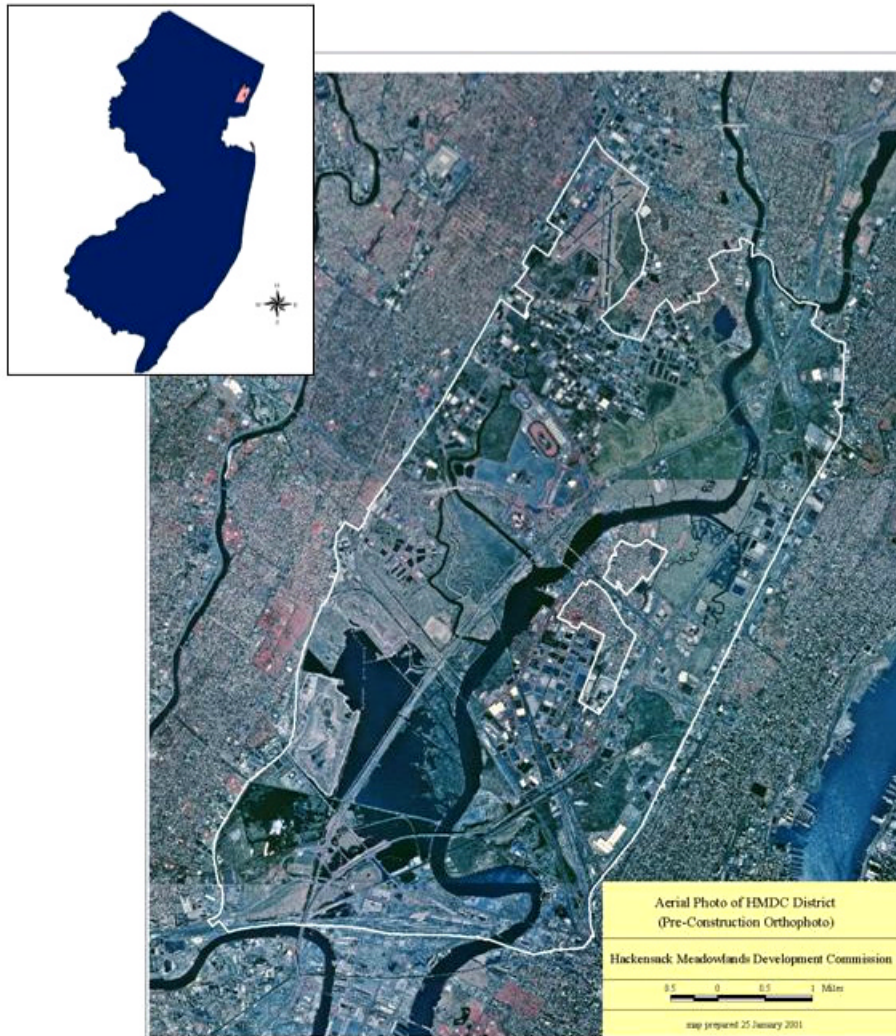 N
W E
S
Aerial Photo of HMDC District
(Pre-Construction Orthophoto)
Hackensack Meadowlands Development Commission
0.5 0 0.5 1 Miles
map prepared 25 January 2001